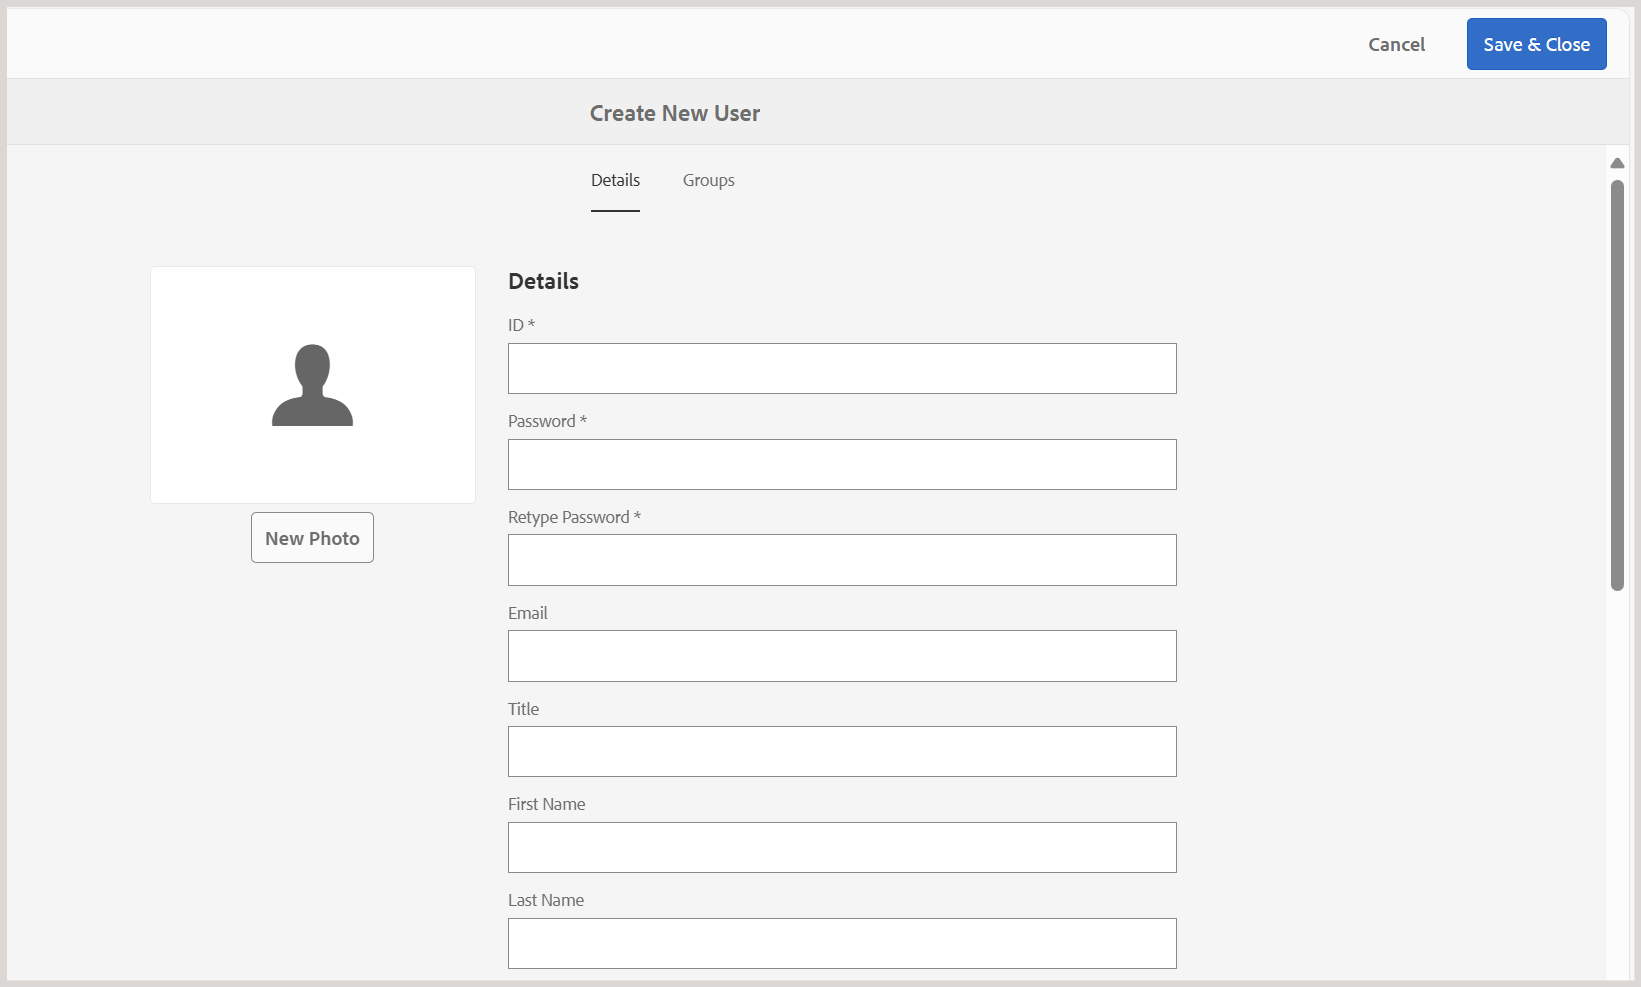 Cancel
Save & Close
Create New User
Details
Groups
Details
ID *
Password *
Retype Password *
Email
Title
First Name
Last Name
New Photo